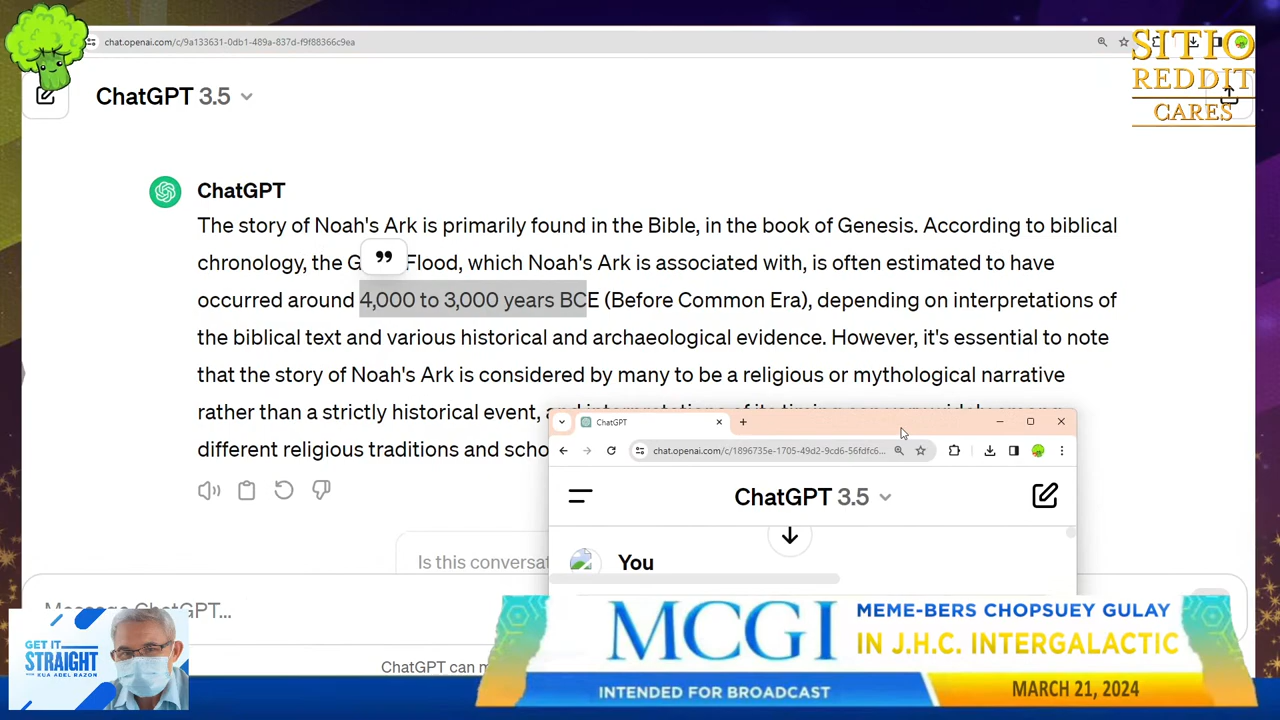 chat.openai.com/c/9a133631-0db1-489a-837d-f9f88366c9ea
SITIO
REDDIT
CARES
ChatGPT 3.5
ChatGPT
The story of Noah's Ark is primarily found in the Bible, in the book of Genesis. According to biblical
chronology, the G Flood, which Noah's Ark is associated with, is often estimated to have
occurred around 4,000 to 3,000 years BCE (Before Common Era), depending on interpretations of
the biblical text and various historical and archaeological evidence. However, it's essential to note
that the story of Noah's Ark is considered by many to be a religious or mythological narrative
rather than a strictly historical event,
different religious traditions and scho
ChatGPT
chat.openai.com/c/1896735e-1705-49d2-9cd6-56fdfc6...
ChatGPT 3.5
You
Is this conversat
Message ChatGPT...
ChatGPT can m
GET IT
STRAIGHT
WITH KUA ADEL RAZON
MCGI
MEME-BERS CHOPSUEY GULAY
IN J.H.C. INTERGALACTIC
INTENDED FOR BROADCAST
MARCH 21, 2024